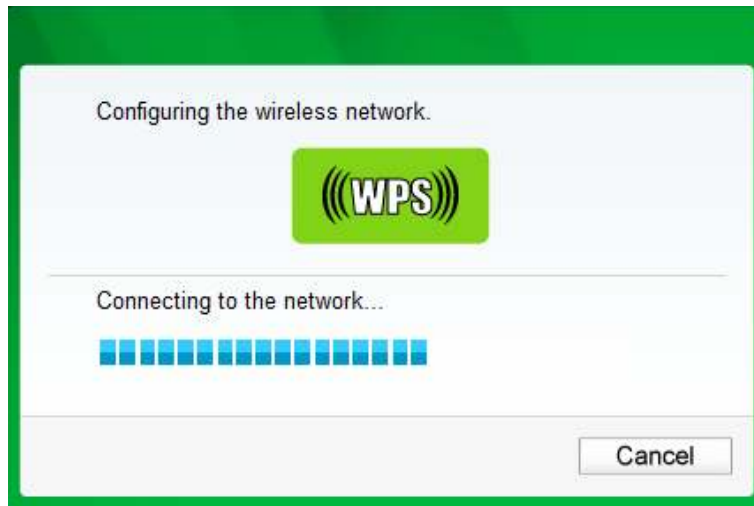 Configuring the wireless network.
WPS
Connecting to the network...
Cancel